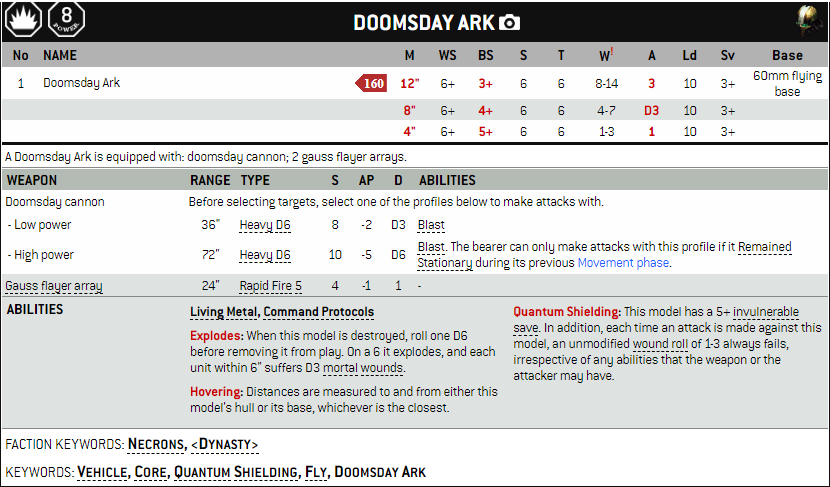 8
POWER
DOOMSDAY ARK
No NAME M WS BS S T W! A Ld Sv Base
1 Doomsday Ark 160 12" 6+ 3+ 6 6 8-14 3 10 3+ 60mm flying
base
8" 6+ 4+ 6 6 4-7 D3 10 3+
4" 6+ 5+ 6 6 1-3 1 10 3+
A Doomsday Ark is equipped with: doomsday cannon; 2 gauss flayer arrays.
WEAPON RANGE TYPE S AP D ABILITIES
Doomsday cannon Before selecting targets, select one of the profiles below to make attacks with.
- Low power 36" Heavy D6 8 -2 D3 Blast
- High power 72" Heavy D6 10 -5 D6 Blast. The bearer can only make attacks with this profile if it Remained
Stationary during its previous Movement phase.
Gauss flayer array 24" Rapid Fire 5 4 -1 1 -
ABILITIES
Living Metal, Command Protocols
Explodes: When this model is destroyed, roll one D6
before removing it from play. On a 6 it explodes, and each
unit within 6" suffers D3 mortal wounds.
Hovering: Distances are measured to and from either this
model's hull or its base, whichever is the closest.
Quantum Shielding: This model has a 5+ invulnerable
save. In addition, each time an attack is made against this
model, an unmodified wound roll of 1-3 always fails,
irrespective of any abilities that the weapon or the
attacker may have.
FACTION KEYWORDS: NECRONS, <DYNASTY>
KEYWORDS: VEHICLE, CORE, QUANTUM SHIELDING, FLY, DOOMSDAY ARK